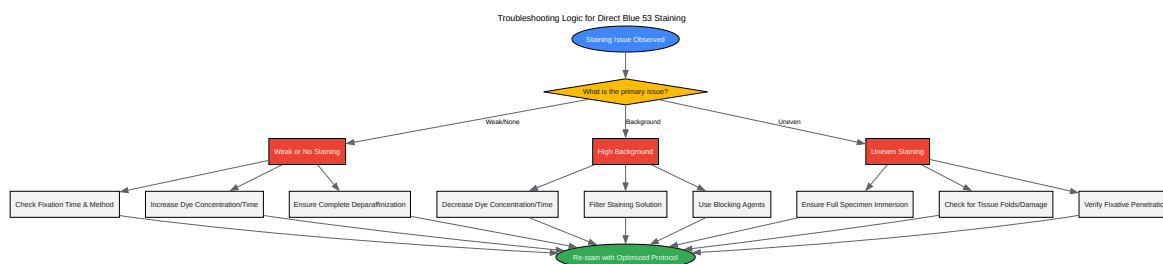 Troubleshooting Logic for Direct Blue 53 Staining
Staining Issue Observed
What is the primary issue?
Weak/None
Background
Uneven
Weak or No Staining
High Background
Uneven Staining
Check Fixation Time & Method
Increase Dye Concentration/Time
Ensure Complete Deparaffinization
Decrease Dye Concentration/Time
Filter Staining Solution
Use Blocking Agents
Ensure Full Specimen Immersion
Check for Tissue Folds/Damage
Verify Fixative Penetratio
Re-stain with Optimized Protocol